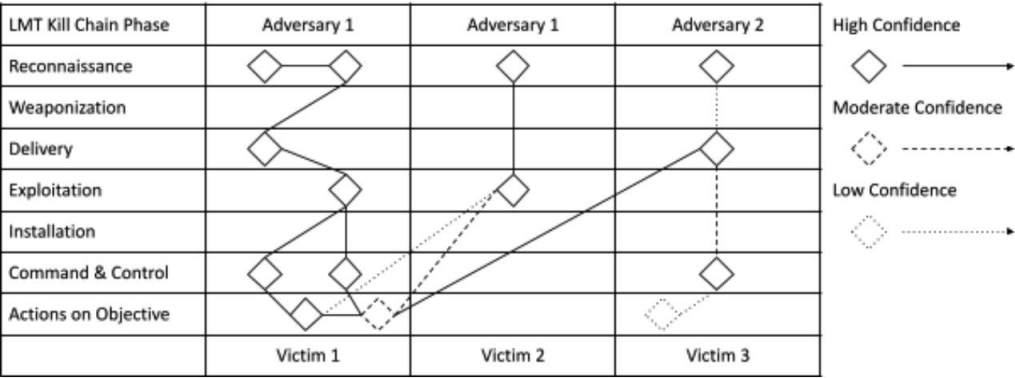 LMT Kill Chain Phase Adversary 1 Adversary 1 Adversary 2
Reconnaissance
Weaponization
Delivery
Exploitation
Installation
Command & Control
Actions on Objective
Victim 1 Victim 2 Victim 3
High Confidence
Moderate Confidence
Low Confidence